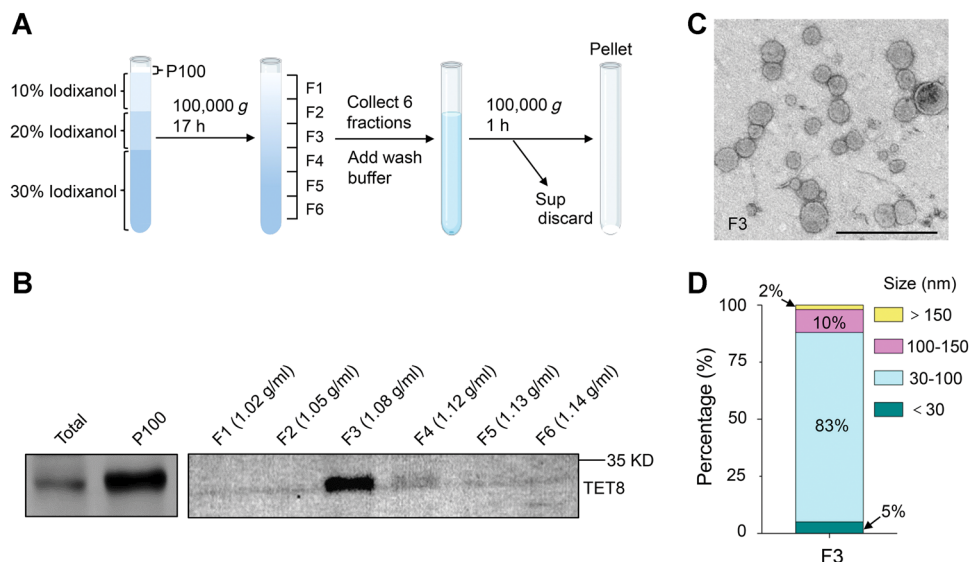 A
P100
10% Iodixanol
20% Iodixanol
30% Iodixanol
100,000 g
17 h
F1
F2
F3
F4
F5
F6
Collect 6
fractions
Add wash
buffer
100,000 g
1 h
Sup
discard
Pellet
C
F3
B
Total
P100
F1 (1.02 g/ml)
F2 (1.05 g/ml)
F3 (1.08 g/ml)
F4 (1.12 g/ml)
F5 (1.13 g/ml)
F6 (1.14 g/ml)
35 KD
TET8
D
Size (nm)
> 150
100-150
30-100
< 30
Percentage (%)
100
75
50
25
0
2%
10%
83%
5%
F3